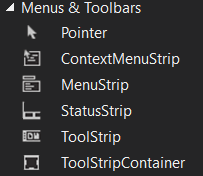 Menus & Toolbars
Pointer
ContextMenuStrip
MenuStrip
StatusStrip
ToolStrip
ToolStripContainer